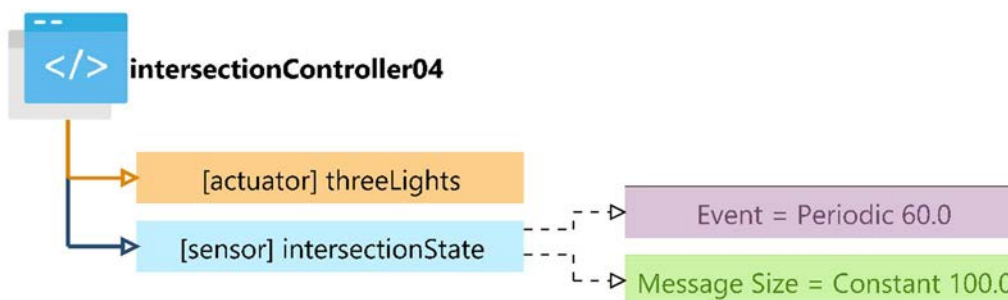 </>
intersectionController04
[actuator] threeLights
[sensor] intersectionState
Event = Periodic 60.0
Message Size = Constant 100.0